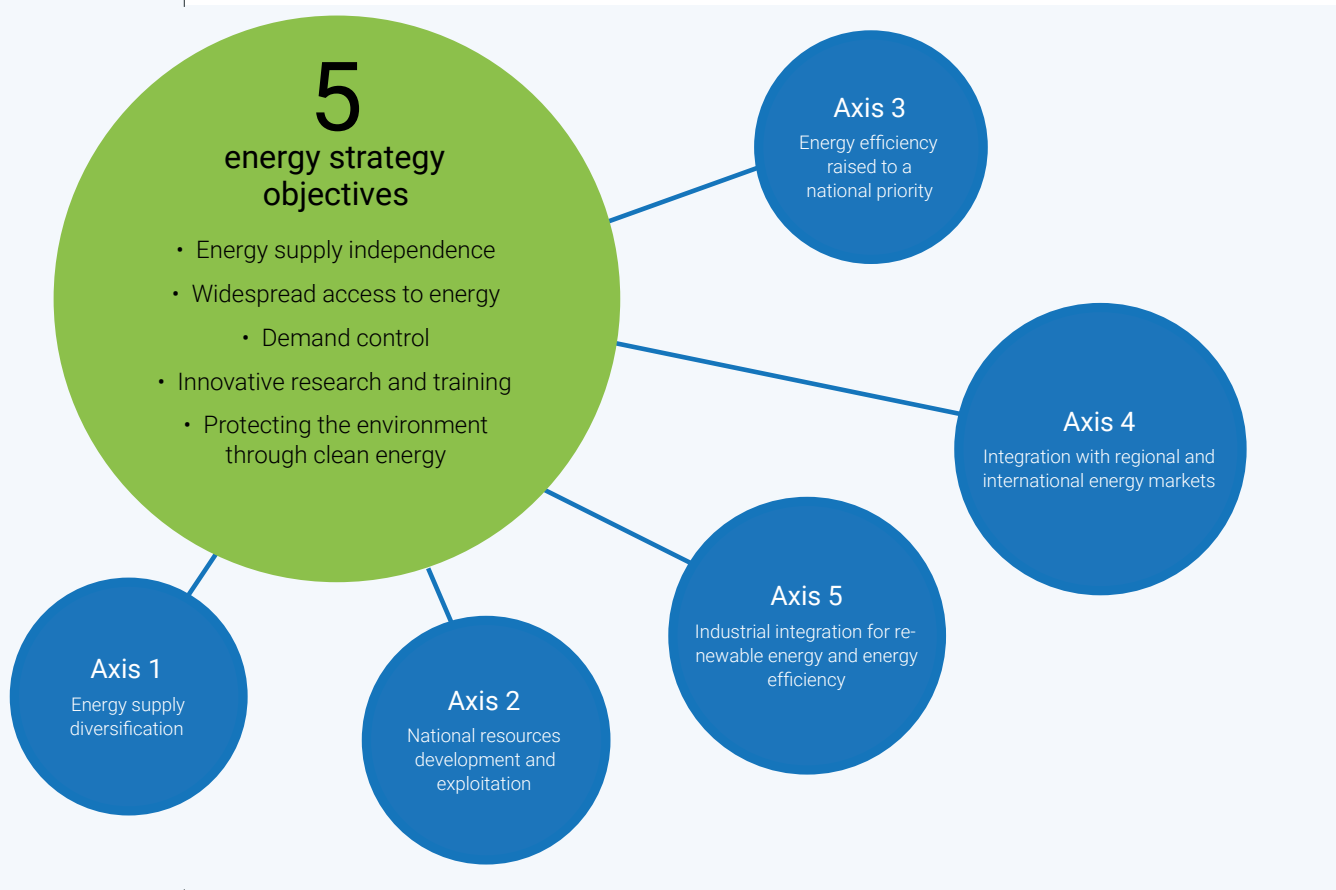 5
energy strategy
objectives
• Energy supply independence
• Widespread access to energy
• Demand control
• Innovative research and training
• Protecting the environment
through clean energy
Axis 1
Energy supply
diversification
Axis 2
National resources
development and
exploitation
Axis 3
Energy efficiency
raised to a
national priority
Axis 4
Integration with regional and
international energy markets
Axis 5
Industrial integration for re-
newable energy and energy
efficiency